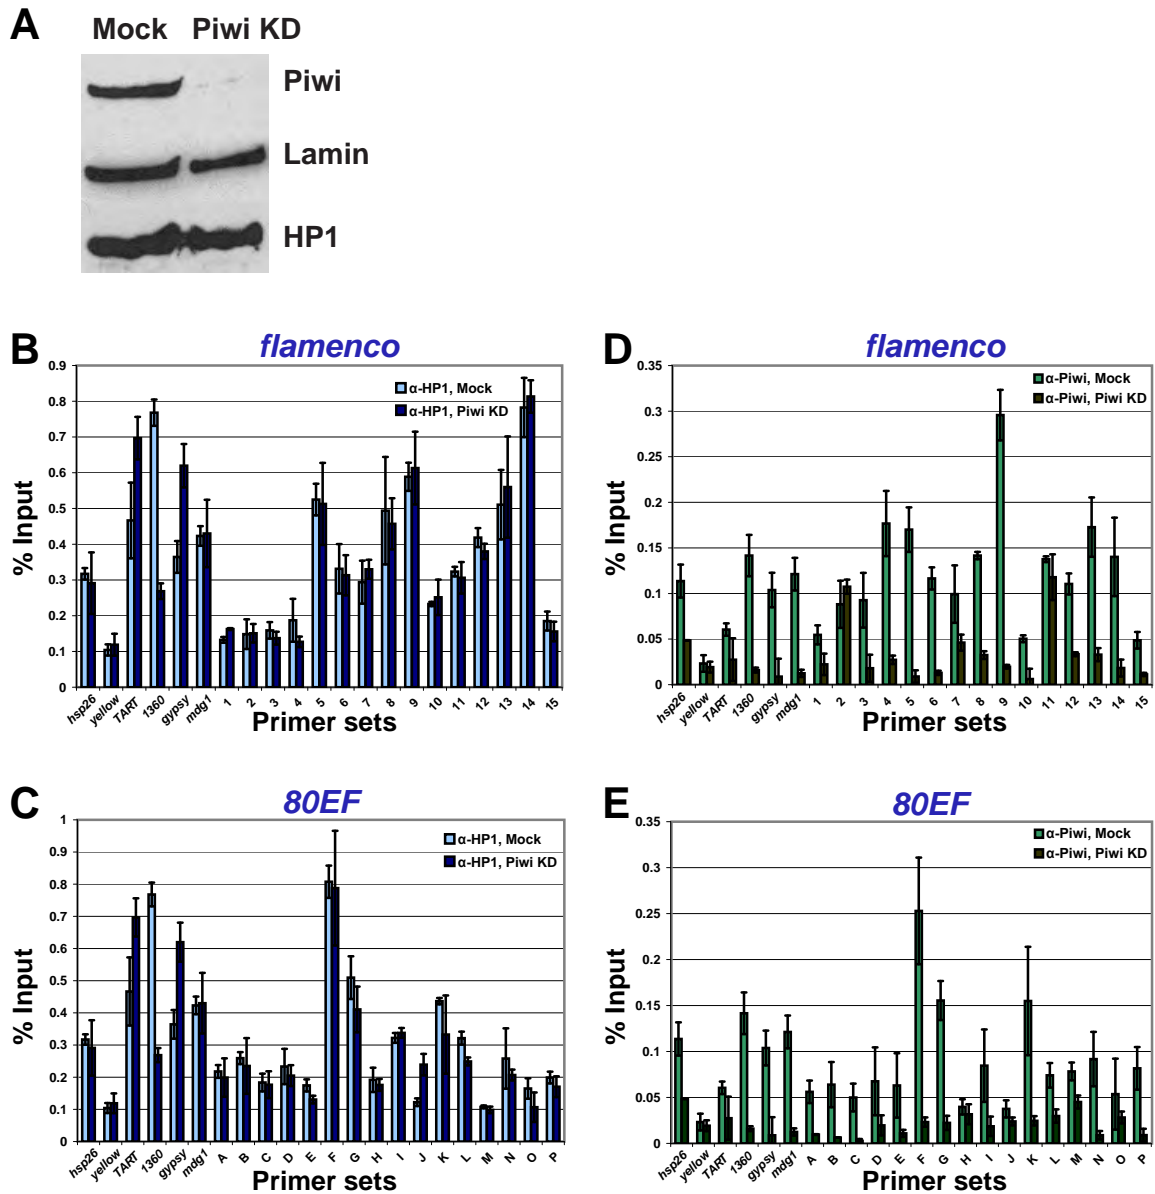 A
Mock Piwi KD
Piwi
Lamin
HP1
B
flamenco
% Input
0.9
0.8
0.7
0.6
0.5
0.4
0.3
0.2
0.1
0
α-HP1, Mock
α-HP1, Piwi KD
hsp26 yellow TART 1360 gypsy mdg1 1 2 3 4 5 6 7 8 9 10 11 12 13 14 15
Primer sets
D
flamenco
% Input
0.35
0.3
0.25
0.2
0.15
0.1
0.05
0
α-Piwi, Mock
α-Piwi, Piwi KD
hsp26 yellow TART 1360 gypsy mdg1 1 2 3 4 5 6 7 8 9 10 11 12 13 14 15
Primer sets
C
80EF
% Input
1
0.9
0.8
0.7
0.6
0.5
0.4
0.3
0.2
0.1
0
α-HP1, Mock
α-HP1, Piwi KD
hsp26 yellow TART 1360 gypsy mdg1 A B C D E F G H I J K L M N O P
Primer sets
E
80EF
% Input
0.35
0.3
0.25
0.2
0.15
0.1
0.05
0
α-Piwi, Mock
α-Piwi, Piwi KD
hsp26 yellow TART 1360 gypsy mdg1 A B C D E F G H I J K L M N O P
Primer sets